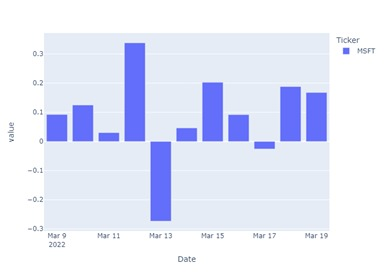 Ticker
MSFT
0.3
0.2
0.1
0
−0.1
−0.2
−0.3
value
Mar 9
2022
Mar 11
Mar 13
Mar 15
Mar 17
Mar 19
Date